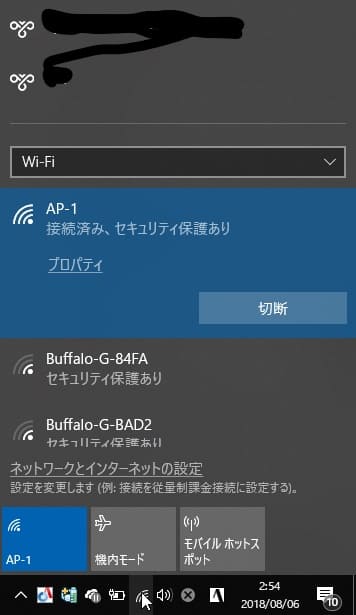 Wi-Fi
AP-1
接続済み、セキュリティ保護あり
プロパティ
切断
Buffalo-G-84FA
セキュリティ保護あり
Buffalo-G-BAD2
セキュリティ保護あり
ネットワークとインターネットの設定
設定を変更します (例: 接続を従量制課金接続に設定する)。
AP-1
機内モード
モバイル ホットス
ポット
A
2:54
2018/08/06
10